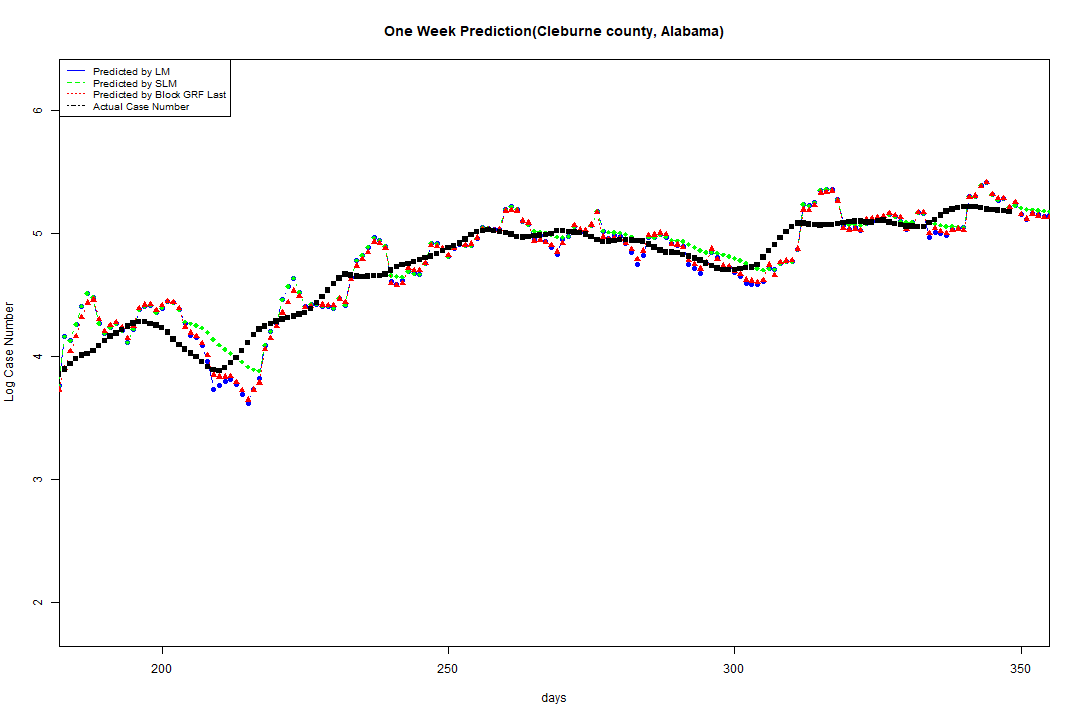 One Week Prediction(Cleburne county, Alabama)
Predicted by LM
Predicted by SLM
Predicted by Block GRF Last
Actual Case Number
6
5
4
3
2
Log Case Number
200 250 300 350
days